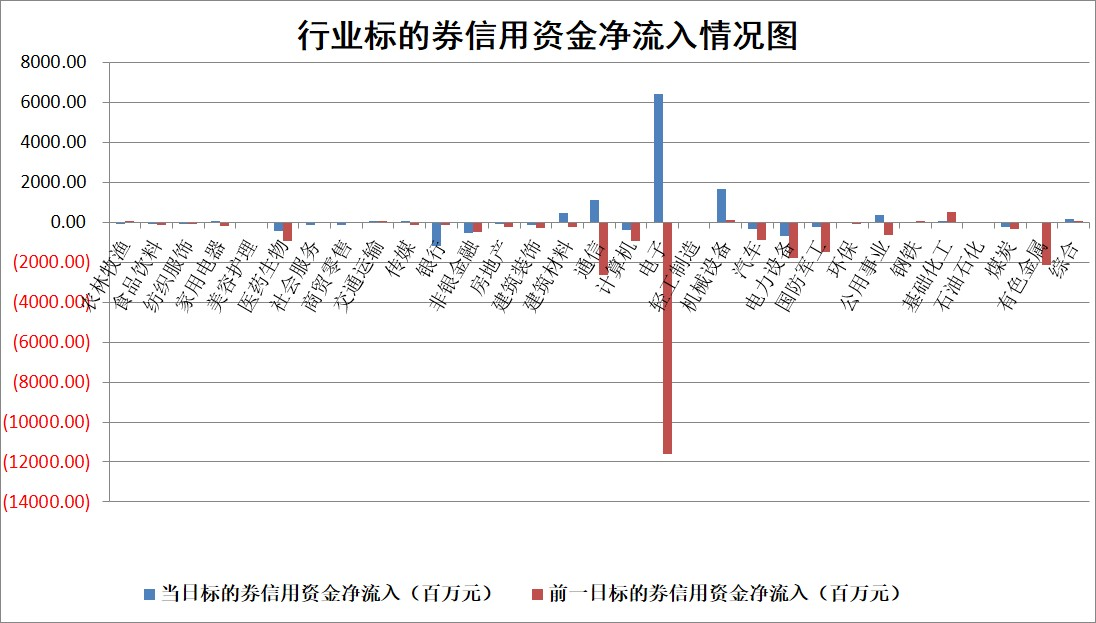 行业标的券信用资金净流入情况图
8000.00
6000.00
4000.00
2000.00
0.00
(2000.00)
(4000.00)
(6000.00)
(8000.00)
(10000.00)
(12000.00)
(14000.00)
农林牧渔
食品饮料
纺织服饰
家用电器
美容护理
医药生物
社会服务
商贸零售
交通运输
传媒
银行
非银金融
房地产
建筑装饰
建筑材料
通信
计算机
电子
轻工制造
机械设备
汽车
电力设备
国防军工
环保
公用事业
钢铁
基础化工
石油石化
煤炭
有色金属
综合
当日标的券信用资金净流入（百万元）
前一日标的券信用资金净流入（百万元）